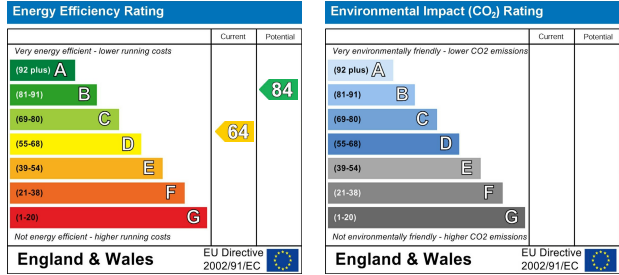 Energy Efficiency Rating
Current Potential
Very energy efficient - lower running costs
(92 plus) A
(81-91) B
(69-80) C
(55-68) D
(39-54) E
(21-38) F
(1-20) G
64
84
Not energy efficient - higher running costs
England & Wales
EU Directive
2002/91/EC
Environmental Impact (CO₂) Rating
Current Potential
Very environmentally friendly - lower CO2 emissions
(92 plus) A
(81-91) B
(69-80) C
(55-68) D
(39-54) E
(21-38) F
(1-20) G
Not environmentally friendly - higher CO2 emissions
England & Wales
EU Directive
2002/91/EC